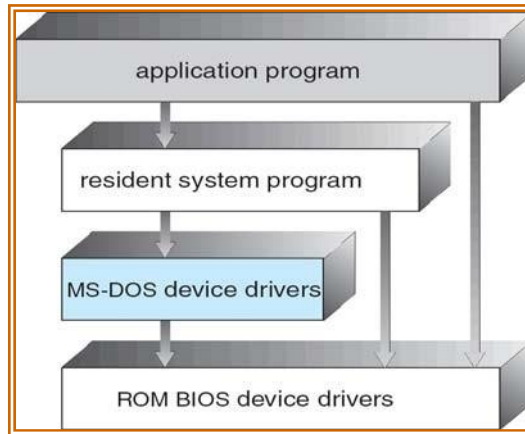 application program
resident system program
MS-DOS device drivers
ROM BIOS device drivers